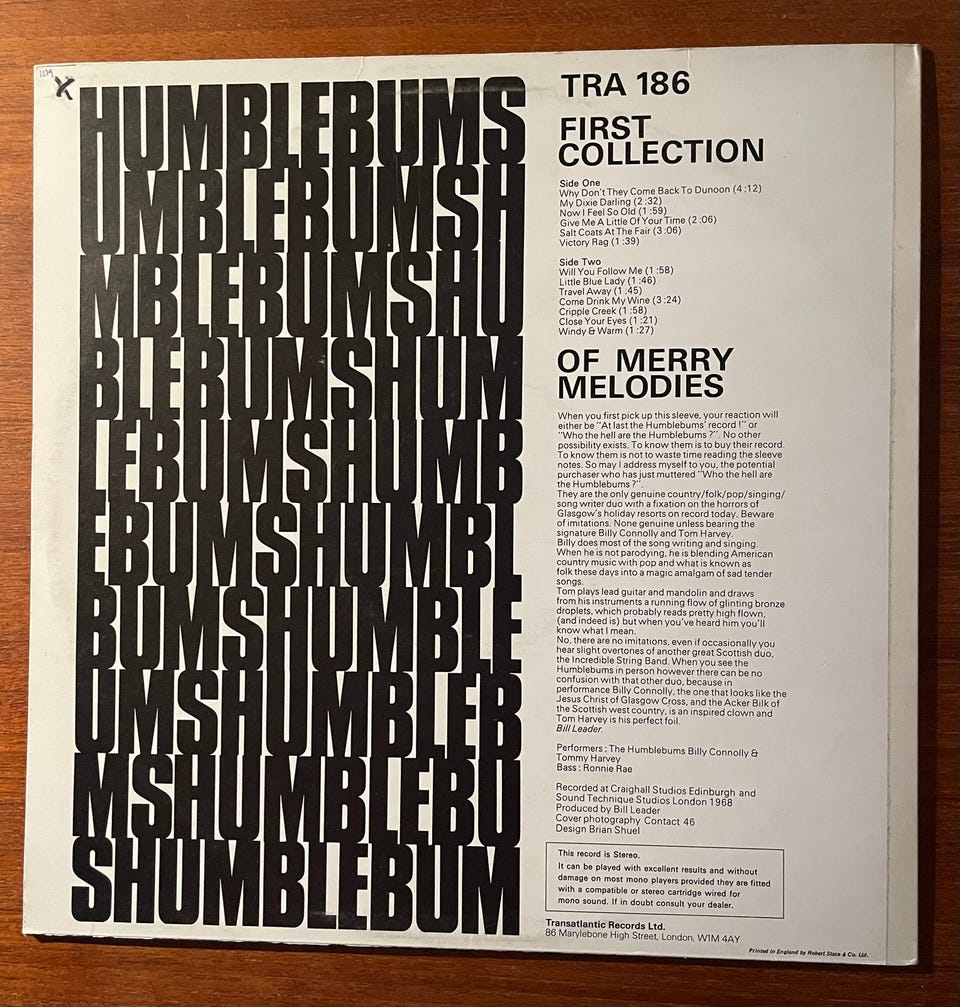 HUMBLEBUMS
UMBLEBUMSH
MBLEBUMSHU
BLEBUMSHUM
LEBUMSHUMB
EBUMSHUMBL
BUMSHUMBLE
UMSHUMBLEB
MSHUMBLEBU
SHUMBLEBUM
TRA 186
FIRST
COLLECTION
Side One
Why Don't They Come Back To Dunoon (4:12)
My Dixie Darling (2:32)
Now I Feel So Old (1:59)
Give Me A Little Of Your Time (2:06)
Salt Coats At The Fair (3:06)
Victory Rag (1:39)
Side Two
Will You Follow Me (1:58)
Little Blue Lady (1:46)
Travel Away (1:45)
Come Drink My Wine (3:24)
Cripple Creek (1:58)
Close Your Eyes (1:21)
Windy & Warm (1:27)
OF MERRY
MELODIES
When you first pick up this sleeve, your reaction will
either be "At last the Humblebums' record!" or
"Who the hell are the Humblebums?". No other
possibility exists. To know them is to buy their record.
To know them is not to waste time reading the sleeve
notes. So may I address myself to you, the potential
purchaser who has just muttered "Who the hell are
the Humblebums?".
They are the only genuine country/folk/pop/singing/
song writer duo with a fixation on the horrors of
Glasgow's holiday resorts on record today. Beware
of imitations. None genuine unless bearing the
signature Billy Connolly and Tom Harvey.
Billy does most of the song writing and singing.
When he is not parodying, he is blending American
country music with pop and what is known as
folk these days into a magic amalgam of sad tender
songs.
Tom plays lead guitar and mandolin and draws
from his instruments a running flow of glinting bronze
droplets, which probably reads pretty high flown,
(and indeed is) but when you've heard him you'll
know what I mean.
No, there are no imitations, even if occasionally you
hear slight overtones of another great Scottish duo,
the Incredible String Band. When you see the
Humblebums in person however there can be no
confusion with that other duo, because in
performance Billy Connolly, the one that looks like the
Jesus Christ of Glasgow Cross, and the Acker Bilk of
the Scottish west country, is an inspired clown and
Tom Harvey is his perfect foil.
Bill Leader.
Performers: The Humblebums Billy Connolly &
Tommy Harvey
Bass: Ronnie Rae
Recorded at Craighall Studios Edinburgh and
Sound Technique Studios London 1968
Produced by Bill Leader
Cover photography Contact 46
Design Brian Shuel
This record is Stereo.
It can be played with excellent results and without
damage on most mono players provided they are fitted
with a compatible or stereo cartridge wired for
mono sound. If in doubt consult your dealer.
Transatlantic Records Ltd.
86 Marylebone High Street, London, W1M 4AY
Printed in England by Robert Stace & Co. Ltd.